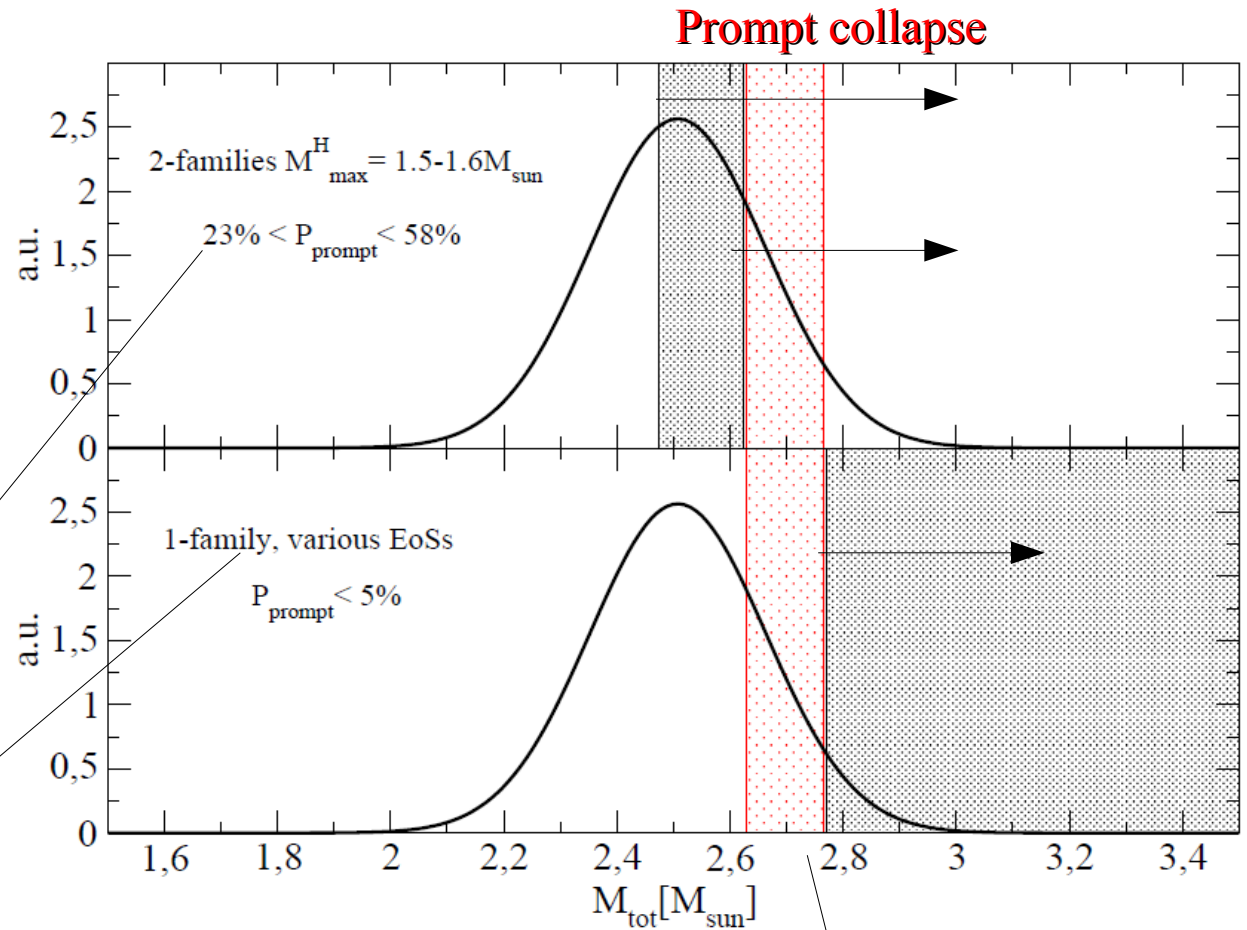 Prompt collapse
2,5
2
1,5
1
0,5
0
a.u.
2-families M^H_max= 1.5-1.6M_sun
23% < P_prompt < 58%
2,5
2
1,5
1
0,5
0
a.u.
1-family, various EoSs
P_prompt < 5%
1,6 1,8 2 2,2 2,4 2,6 2,8 3 3,2 3,4
M_tot[M_sun]